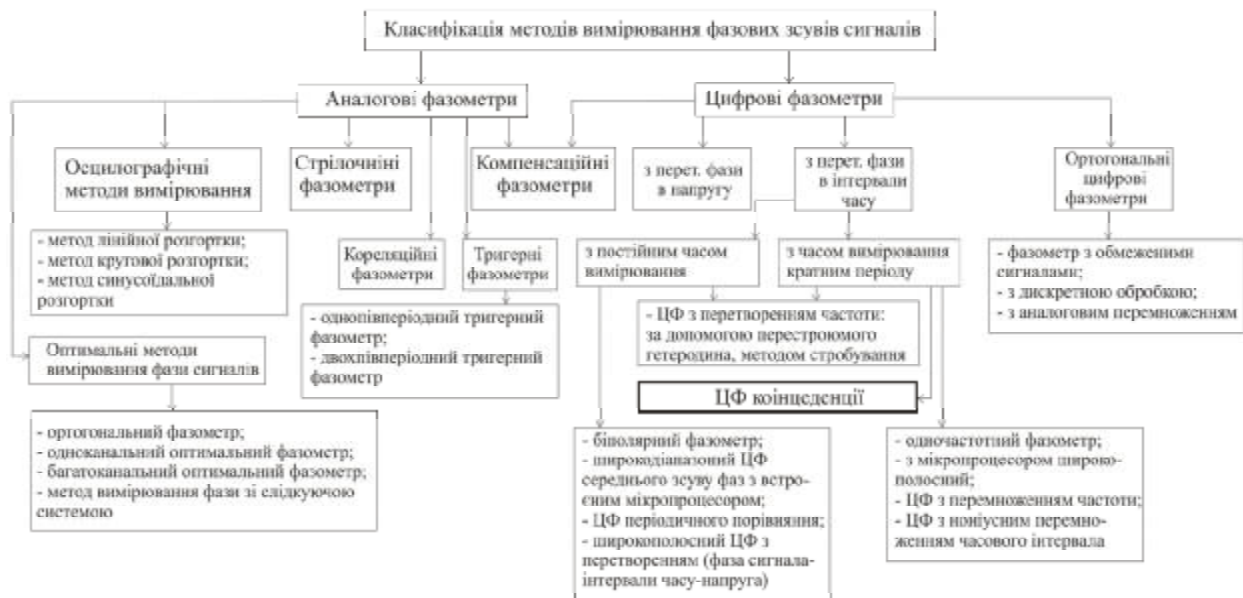 Класифікація методів вимірювання фазових зсувів сигналів
Аналогові фазометри
Цифрові фазометри
Осцилографічні
методи вимірювання
Стрілочніні
фазометри
Компенсаційні
фазометри
з перет. фази
в напругу
з перет. фази
в інтервали
часу
Ортогональні
цифрові
фазометри
- метод лінійної розгортки;
- метод кругової розгортки;
- метод синусоїдальної
розгортки
Кореляційні
фазометри
Тригерні
фазометри
з постійним часом
вимірювання
з часом вимірювання
кратним періоду
- фазометр з обмеженими
сигналами;
- з дискретною обробкою;
- з аналоговим перемноженням
- однопівперіодний тригерний
фазометр;
- двохпівперіодний тригерний
фазометр
- ЦФ з перетворенням частоти:
за допомогою перестроюмого
гетеродина, методом стробування
Оптимальні методи
вимірювання фази сигналів
ЦФ коінцеденції
- ортогональний фазометр;
- одноканальний оптимальний фазометр;
- багатоканальний оптимальний фазометр;
- метод вимірювання фази зі слідкуючою
системою
- біполярний фазометр;
- широкодіапазоний ЦФ
середнього зсуву фаз з встро-
єним мікропроцесором;
- ЦФ періодичного порівняння;
- широкополосний ЦФ з
перетворенням (фаза сигнала-
інтервали часу-напруга)
- одночастотний фазометр;
- з мікропроцесором широко-
полосний;
- ЦФ з перемноженням частоти;
- ЦФ з ноніусним перемно-
женням часового інтервала